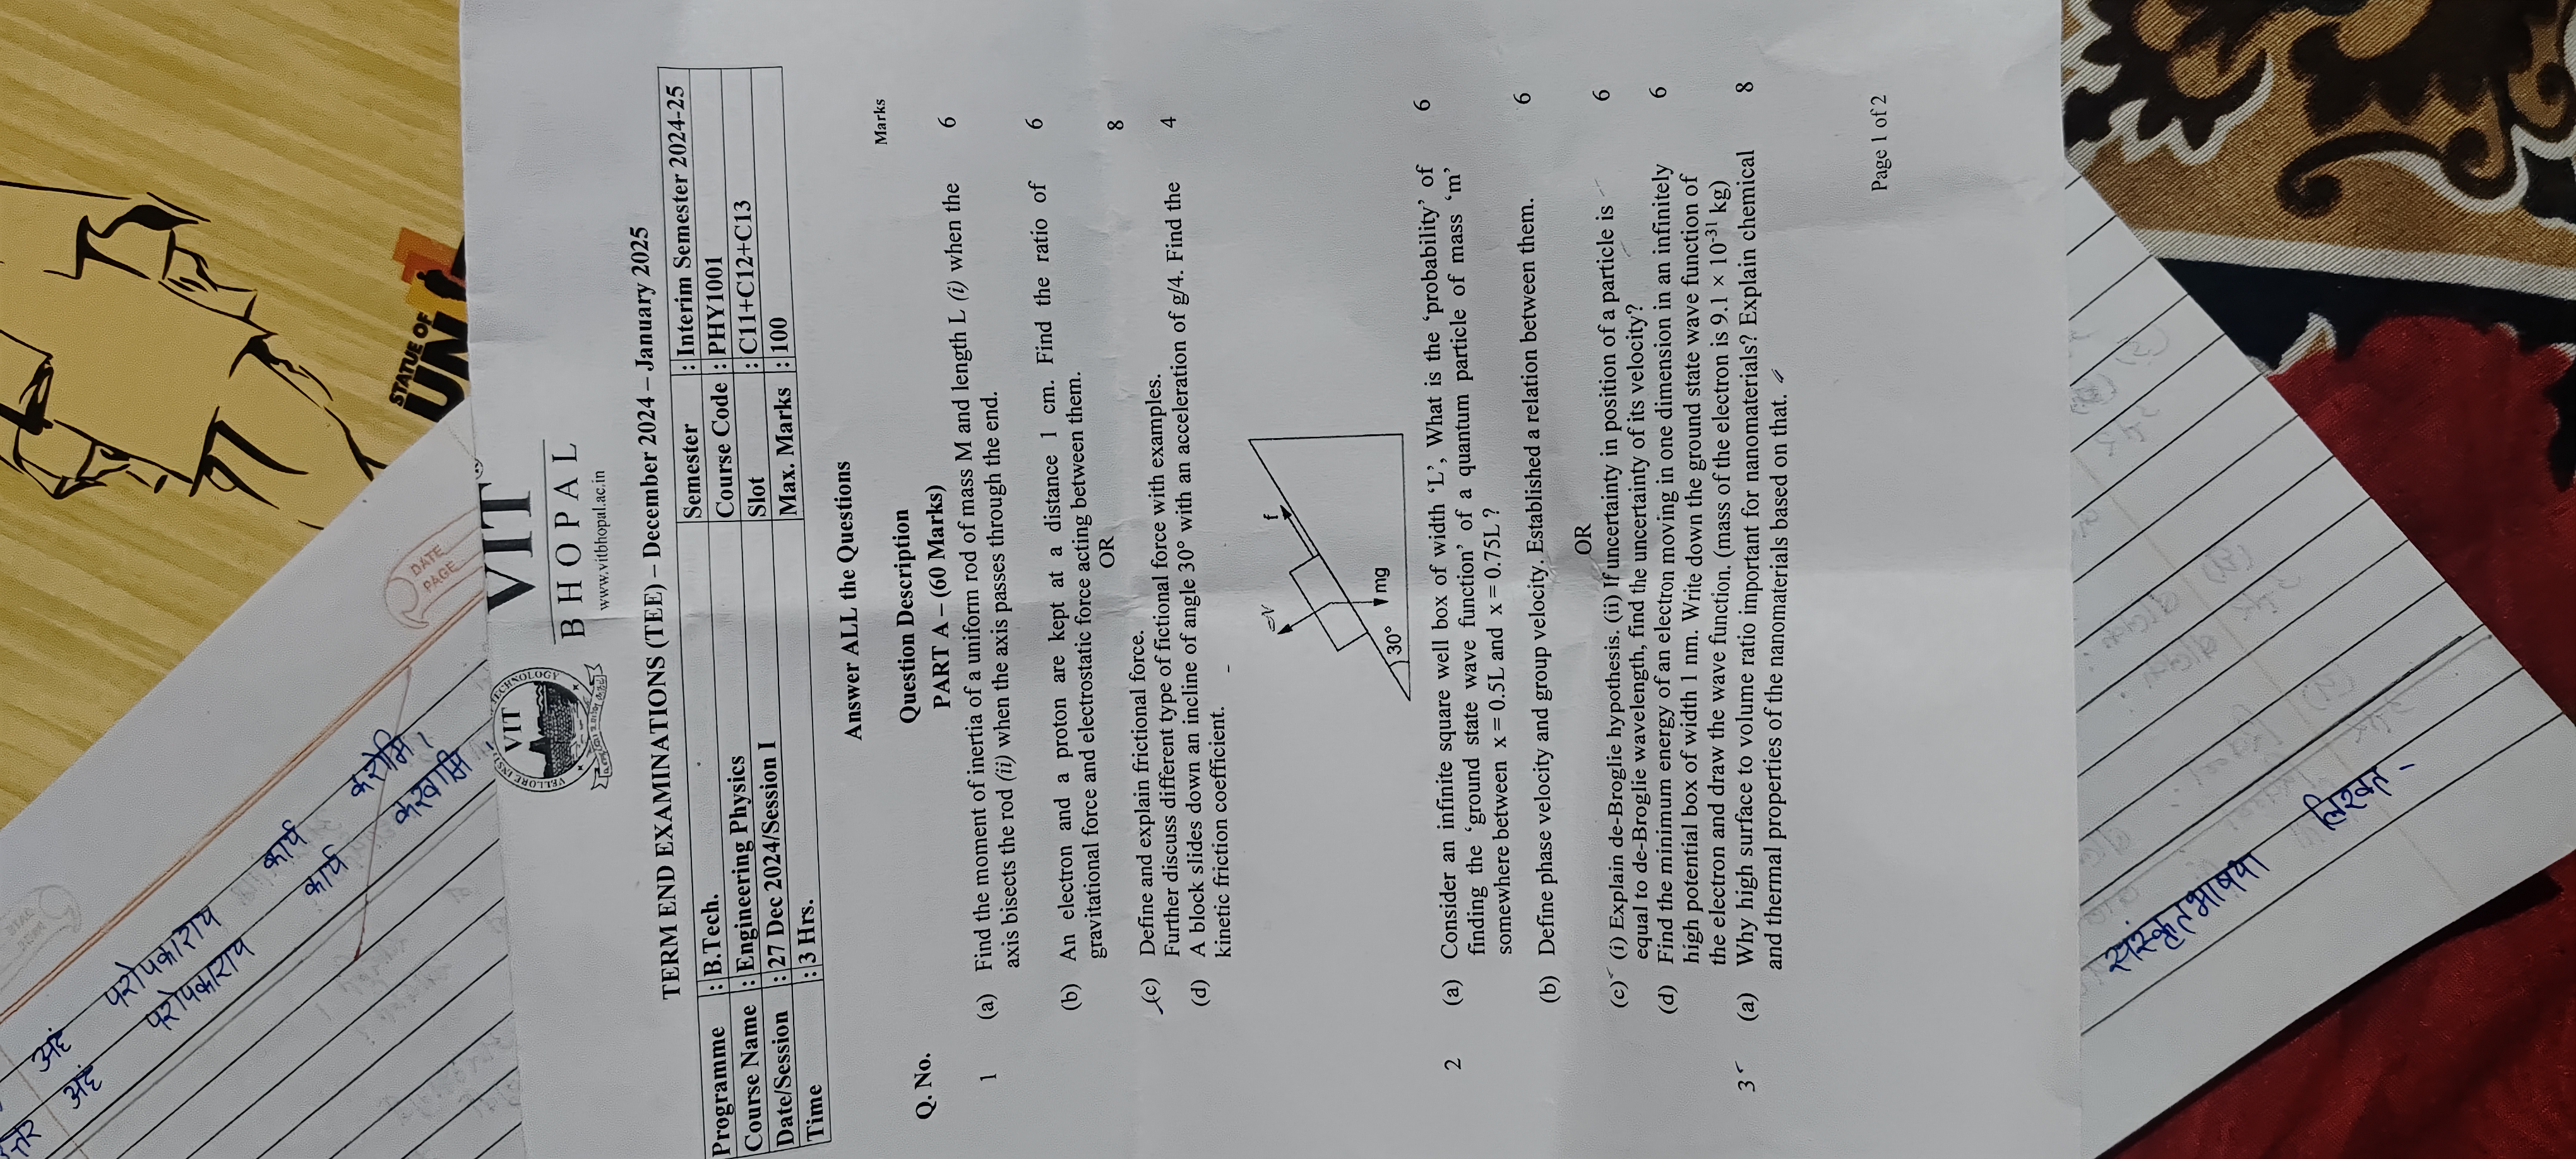 VIT
BHOPAL
www.vitbhopal.ac.in
TERM END EXAMINATIONS (TEE) – December 2024 – January 2025
Programme : B.Tech. Semester : Interim Semester 2024-25
Course Name : Engineering Physics Course Code : PHY1001
Date/Session : 27 Dec 2024/Session I Slot : C11+C12+C13
Time : 3 Hrs. Max. Marks : 100
Answer ALL the Questions
Q. No. Question Description Marks
PART A – (60 Marks)
1 (a) Find the moment of inertia of a uniform rod of mass M and length L (i) when the 6
axis bisects the rod (ii) when the axis passes through the end.
(b) An electron and a proton are kept at a distance 1 cm. Find the ratio of 6
gravitational force and electrostatic force acting between them.
OR
(c) Define and explain frictional force. 8
Further discuss different type of fictional force with examples.
(d) A block slides down an incline of angle 30° with an acceleration of g/4. Find the 4
kinetic friction coefficient.
N
f
mg
30°
2 (a) Consider an infinite square well box of width ‘L’, What is the ‘probability’ of 6
finding the ‘ground state wave function’ of a quantum particle of mass ‘m’
somewhere between x = 0.5L and x = 0.75L ?
(b) Define phase velocity and group velocity. Established a relation between them. 6
OR
(c) (i) Explain de-Broglie hypothesis. (ii) If uncertainty in position of a particle is 6
equal to de-Broglie wavelength, find the uncertainty of its velocity?
(d) Find the minimum energy of an electron moving in one dimension in an infinitely 6
high potential box of width 1 nm. Write down the ground state wave function of
the electron and draw the wave function. (mass of the electron is 9.1 × 10⁻³¹ kg)
3 (a) Why high surface to volume ratio important for nanomaterials? Explain chemical 8
and thermal properties of the nanomaterials based on that.
Page 1 of 2
STATUE OF
DATE
PAGE
अहं परोपकाराय कार्य करोमि।
अहं परोपकाराय कार्य करवामि
संस्कृतभाषया लिखत -